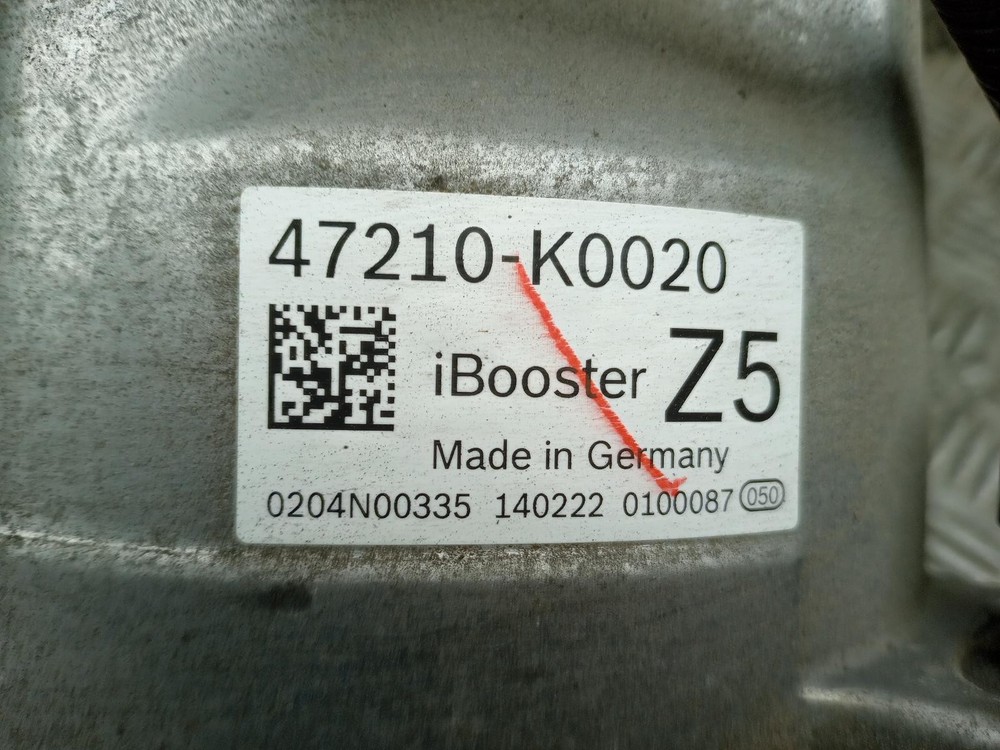 47210-K0020
iBooster Z5
Made in Germany
0204N00335 140222 0100087 050